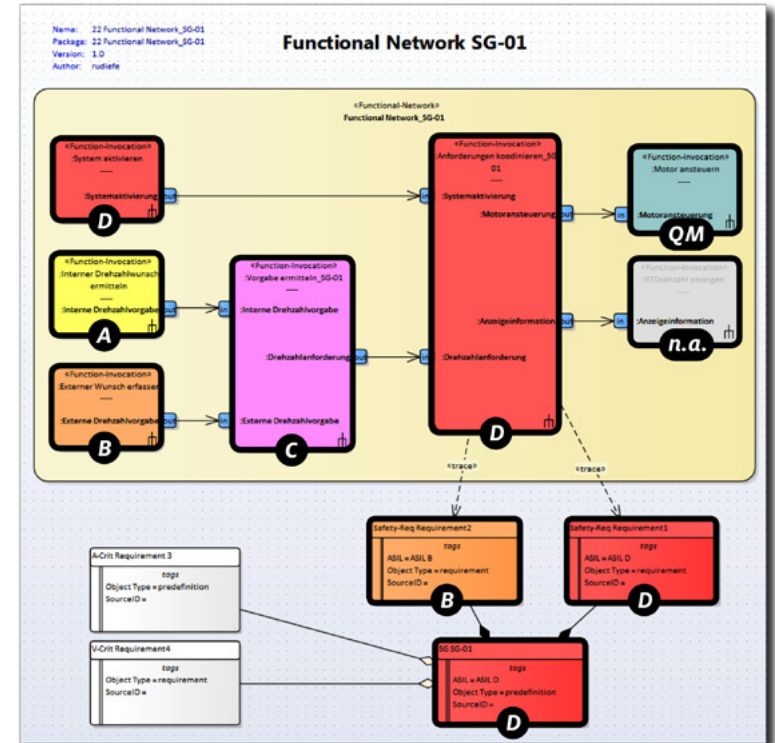 Name: 22 Functional Network_SG-01
Package: 22 Functional Network_SG-01
Version: 1.0
Author: rudiefe
Functional Network SG-01
«Functional-Network»
Functional Network_SG-01
«Function-Invocation»
:System aktivieren
:Systemaktivierung
out
D
«Function-Invocation»
:Interner Drehzahlwunsch
ermitteln
:Interne Drehzahlvorgabe
out
A
«Function-Invocation»
:Externer Wunsch erfassen
:Externe Drehzahlvorgabe
out
B
«Function-Invocation»
:Vorgabe ermitteln_SG-01
in
:Interne Drehzahlvorgabe
:Drehzahlanforderung
out
in
:Externe Drehzahlvorgabe
C
«Function-Invocation»
:Anforderungen koodinieren_SG
01
in
:Systemaktivierung
:Motoransteuerung
out
:Anzeigeinformation
out
in
:Drehzahlanforderung
D
«Function-Invocation»
:Motor ansteuern
in
:Motoransteuerung
QM
«Function-Invocation»
anzeigen
in
:Anzeigeinformation
n.a.
«trace»
«trace»
Safety-Req Requirement2
tags
ASIL = ASIL B
Object Type = requirement
SourceID =
B
Safety-Req Requirement1
tags
ASIL = ASIL D
Object Type = requirement
SourceID =
D
A-Crit Requirement 3
tags
Object Type = predefinition
SourceID =
V-Crit Requirement4
tags
Object Type = requirement
SourceID =
SG SG-01
tags
ASIL = ASIL D
Object Type = predefinition
SourceID =
D